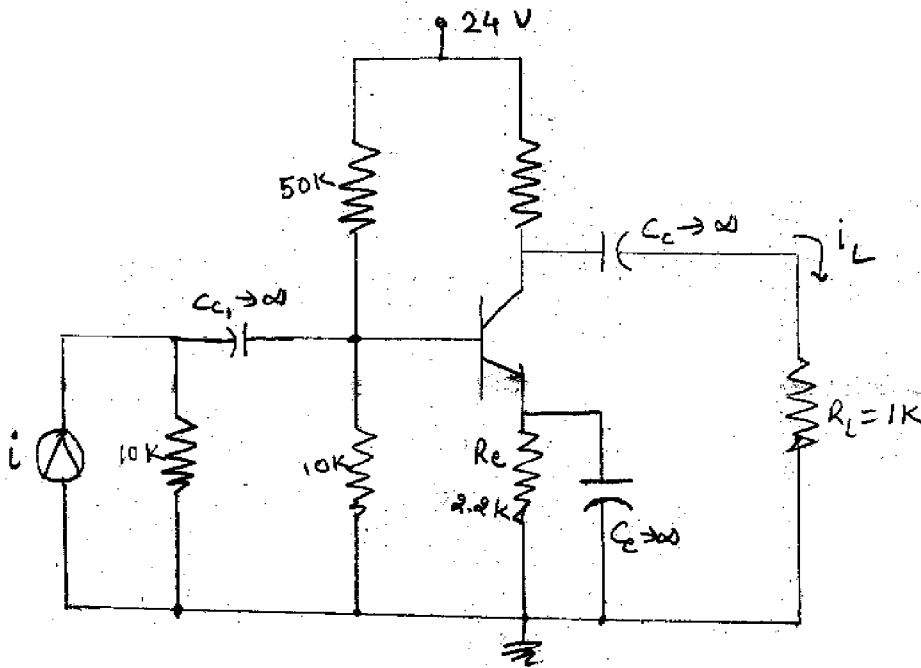 24 V
50K
Cc → ∞
iL
Cc₁ → ∞
i
10K
10K
Re
2.2K
Ce → ∞
RL = 1K